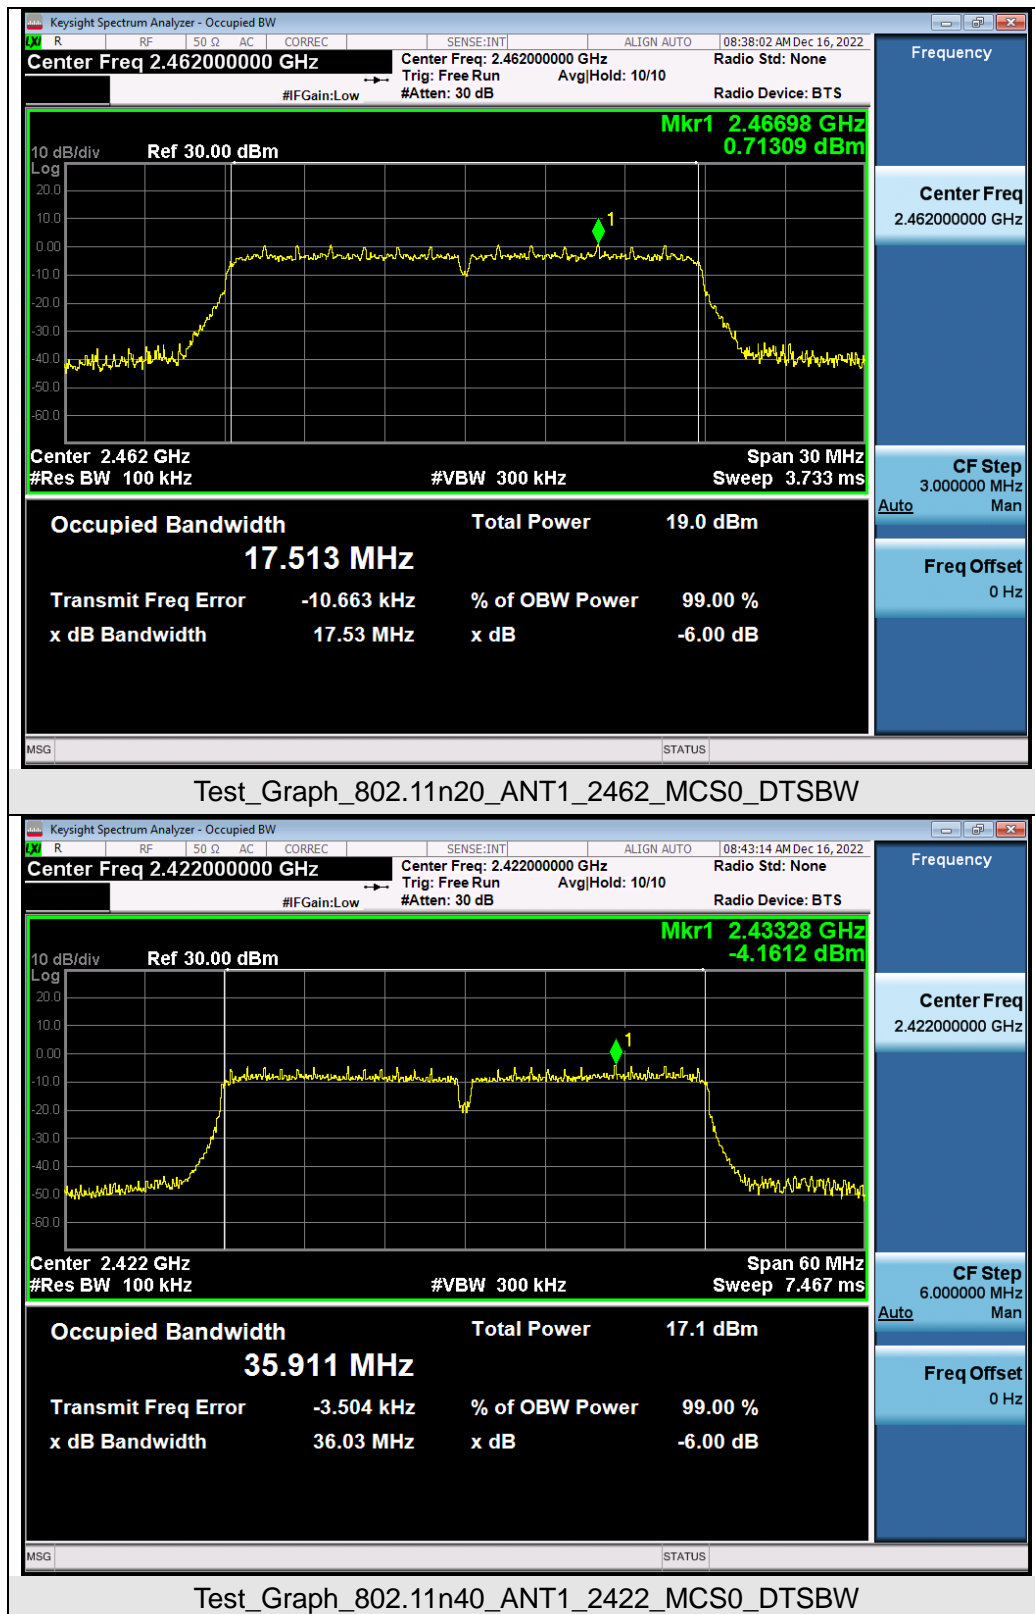 Keysight Spectrum Analyzer - Occupied BW
LXI R RF 50 Ω AC CORREC SENSE:INT ALIGN AUTO 08:38:02 AM Dec 16, 2022
Center Freq 2.462000000 GHz
Center Freq: 2.462000000 GHz Radio Std: None
Trig: Free Run Avg|Hold: 10/10
#IFGain:Low #Atten: 30 dB Radio Device: BTS
Frequency
Mkr1 2.46698 GHz
0.71309 dBm
10 dB/div Ref 30.00 dBm
Log
20.0
10.0
0.00
-10.0
-20.0
-30.0
-40.0
-50.0
-60.0
1
Center 2.462 GHz Span 30 MHz
#Res BW 100 kHz #VBW 300 kHz Sweep 3.733 ms
Center Freq
2.462000000 GHz
CF Step
3.000000 MHz
Auto Man
Freq Offset
0 Hz
Occupied Bandwidth Total Power 19.0 dBm
17.513 MHz
Transmit Freq Error -10.663 kHz % of OBW Power 99.00 %
x dB Bandwidth 17.53 MHz x dB -6.00 dB
MSG STATUS
Test_Graph_802.11n20_ANT1_2462_MCS0_DTSBW
Keysight Spectrum Analyzer - Occupied BW
LXI R RF 50 Ω AC CORREC SENSE:INT ALIGN AUTO 08:43:14 AM Dec 16, 2022
Center Freq 2.422000000 GHz
Center Freq: 2.422000000 GHz Radio Std: None
Trig: Free Run Avg|Hold: 10/10
#IFGain:Low #Atten: 30 dB Radio Device: BTS
Frequency
Mkr1 2.43328 GHz
-4.1612 dBm
10 dB/div Ref 30.00 dBm
Log
20.0
10.0
0.00
-10.0
-20.0
-30.0
-40.0
-50.0
-60.0
1
Center 2.422 GHz Span 60 MHz
#Res BW 100 kHz #VBW 300 kHz Sweep 7.467 ms
Center Freq
2.422000000 GHz
CF Step
6.000000 MHz
Auto Man
Freq Offset
0 Hz
Occupied Bandwidth Total Power 17.1 dBm
35.911 MHz
Transmit Freq Error -3.504 kHz % of OBW Power 99.00 %
x dB Bandwidth 36.03 MHz x dB -6.00 dB
MSG STATUS
Test_Graph_802.11n40_ANT1_2422_MCS0_DTSBW